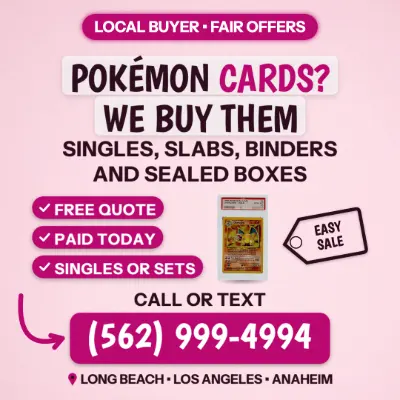 LOCAL BUYER • FAIR OFFERS
POKÉMON CARDS?
WE BUY THEM
SINGLES, SLABS, BINDERS
AND SEALED BOXES
FREE QUOTE
PAID TODAY
SINGLES OR SETS
EASY
SALE
CALL OR TEXT
(562) 999-4994
LONG BEACH • LOS ANGELES • ANAHEIM